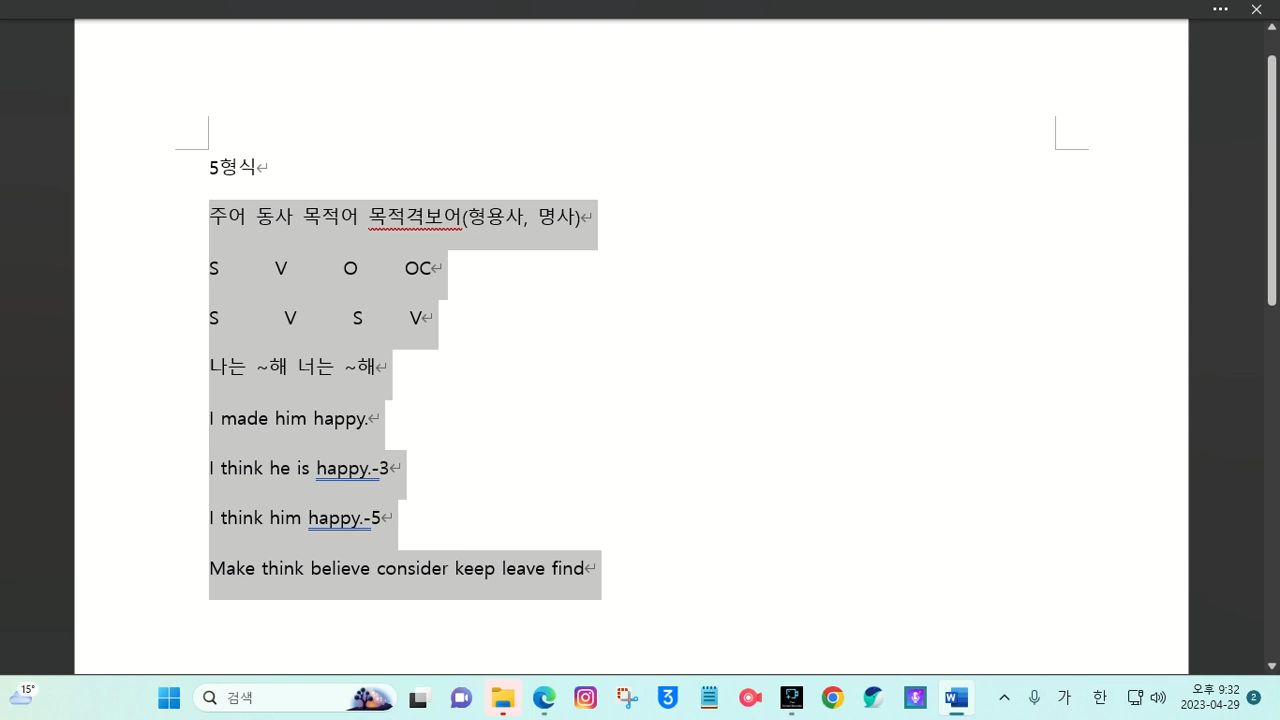 5형식
주어 동사 목적어 목적격보어(형용사, 명사)
S V O OC
S V S V
나는 ~해 너는 ~해
I made him happy.
I think he is happy.-3
I think him happy.-5
Make think believe consider keep leave find
15°
검색
가 한
오후 9:32
2023-04-29
2